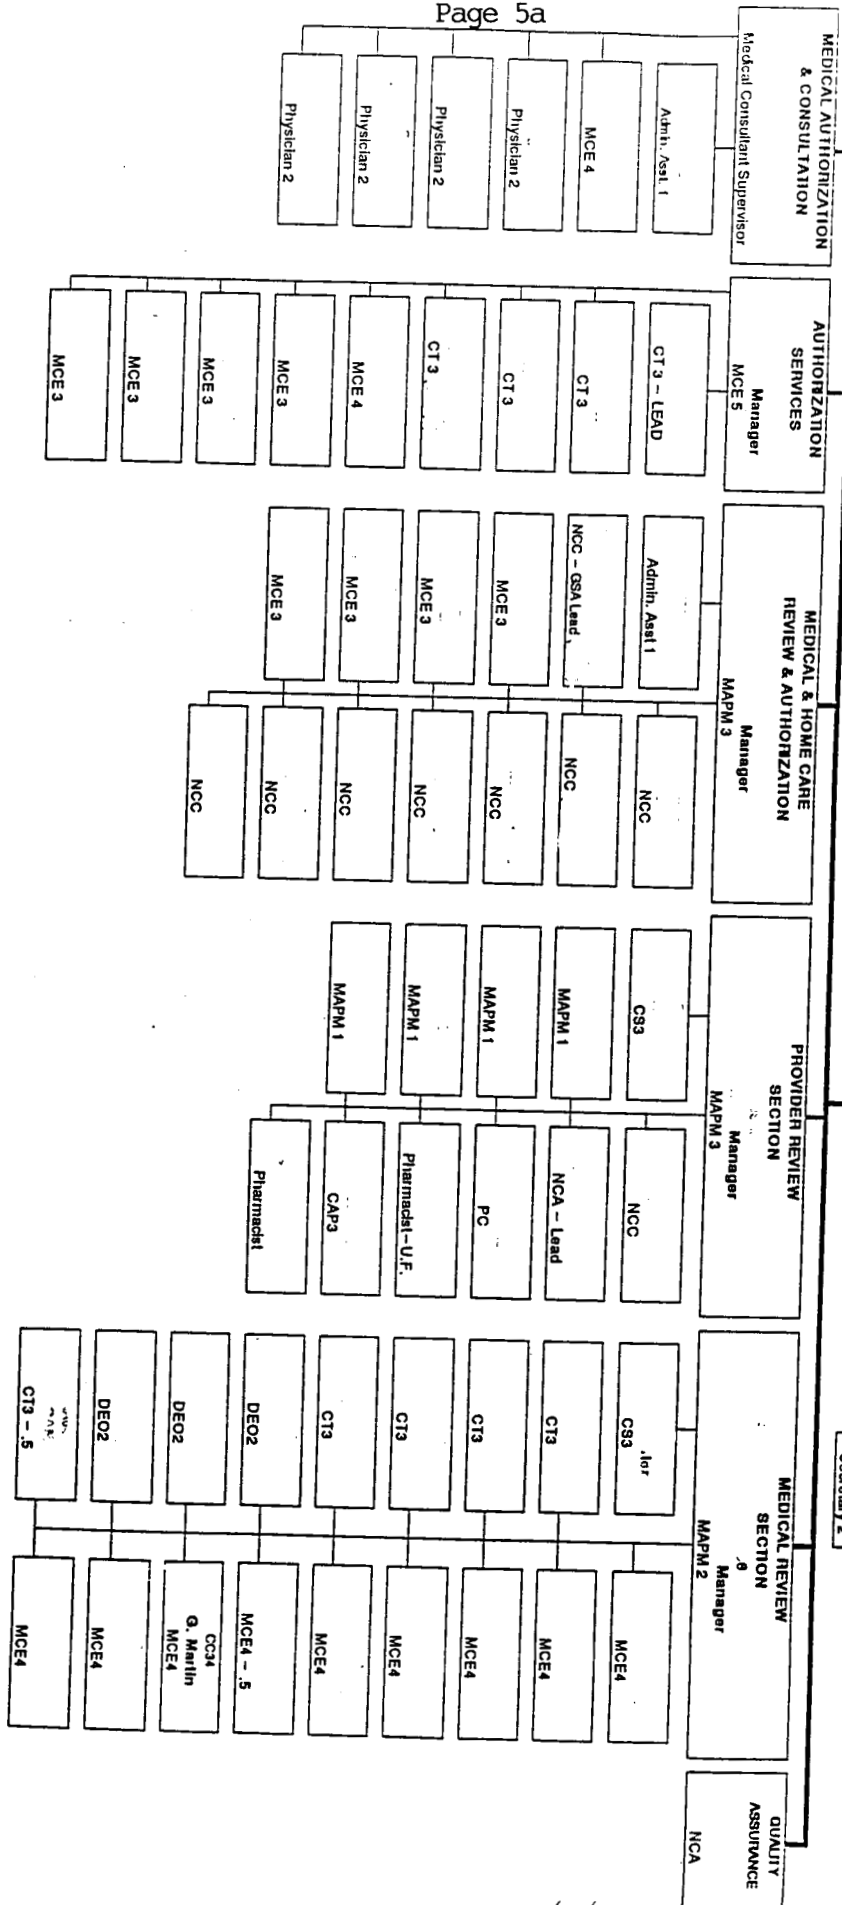 Page 5a
MEDICAL AUTHORIZATION
& CONSULTATION
Medical Consultant Supervisor
Admin. Asst. 1
MCE 4
Physician 2
Physician 2
Physician 2
Physician 2
AUTHORIZATION
SERVICES
Manager
MCE 5
CT 3 – LEAD
CT 3
CT 3
CT 3
MCE 4
MCE 3
MCE 3
MCE 3
MCE 3
MEDICAL & HOME CARE
REVIEW & AUTHORIZATION
Manager
MAPM 3
Admin. Asst 1
NCC – GSA Lead
MCE 3
MCE 3
MCE 3
MCE 3
NCC
NCC
NCC
NCC
NCC
NCC
NCC
PROVIDER REVIEW
SECTION
Manager
MAPM 3
CS3
MAPM 1
MAPM 1
MAPM 1
MAPM 1
NCC
NCA – Lead
PC
Pharmacist–U.F.
CAP3
Pharmacist
Secretary 2
MEDICAL REVIEW
SECTION
Manager
MAPM 2
CS3
CT3
CT3
CT3
CT3
DEO2
DEO2
DEO2
CT3 – .5
MCE4
MCE4
MCE4
MCE4
MCE4
MCE4 – .5
CC34
G. Martin
MCE4
MCE4
MCE4
QUALITY
ASSURANCE
NCA